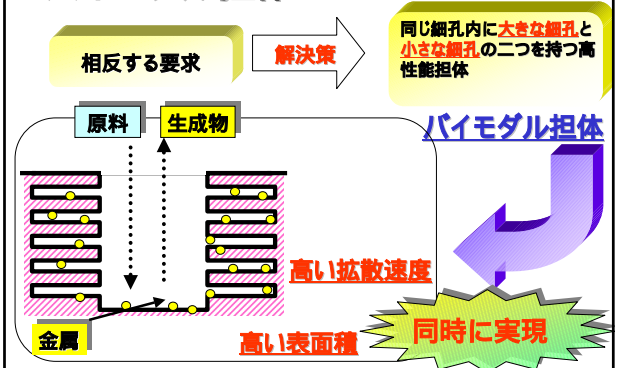 相反する要求
解決策
同じ細孔内に大きな細孔と
小さな細孔の二つを持つ高
性能担体
バイモダル担体
原料
生成物
高い拡散速度
金属
高い表面積
同時に実現